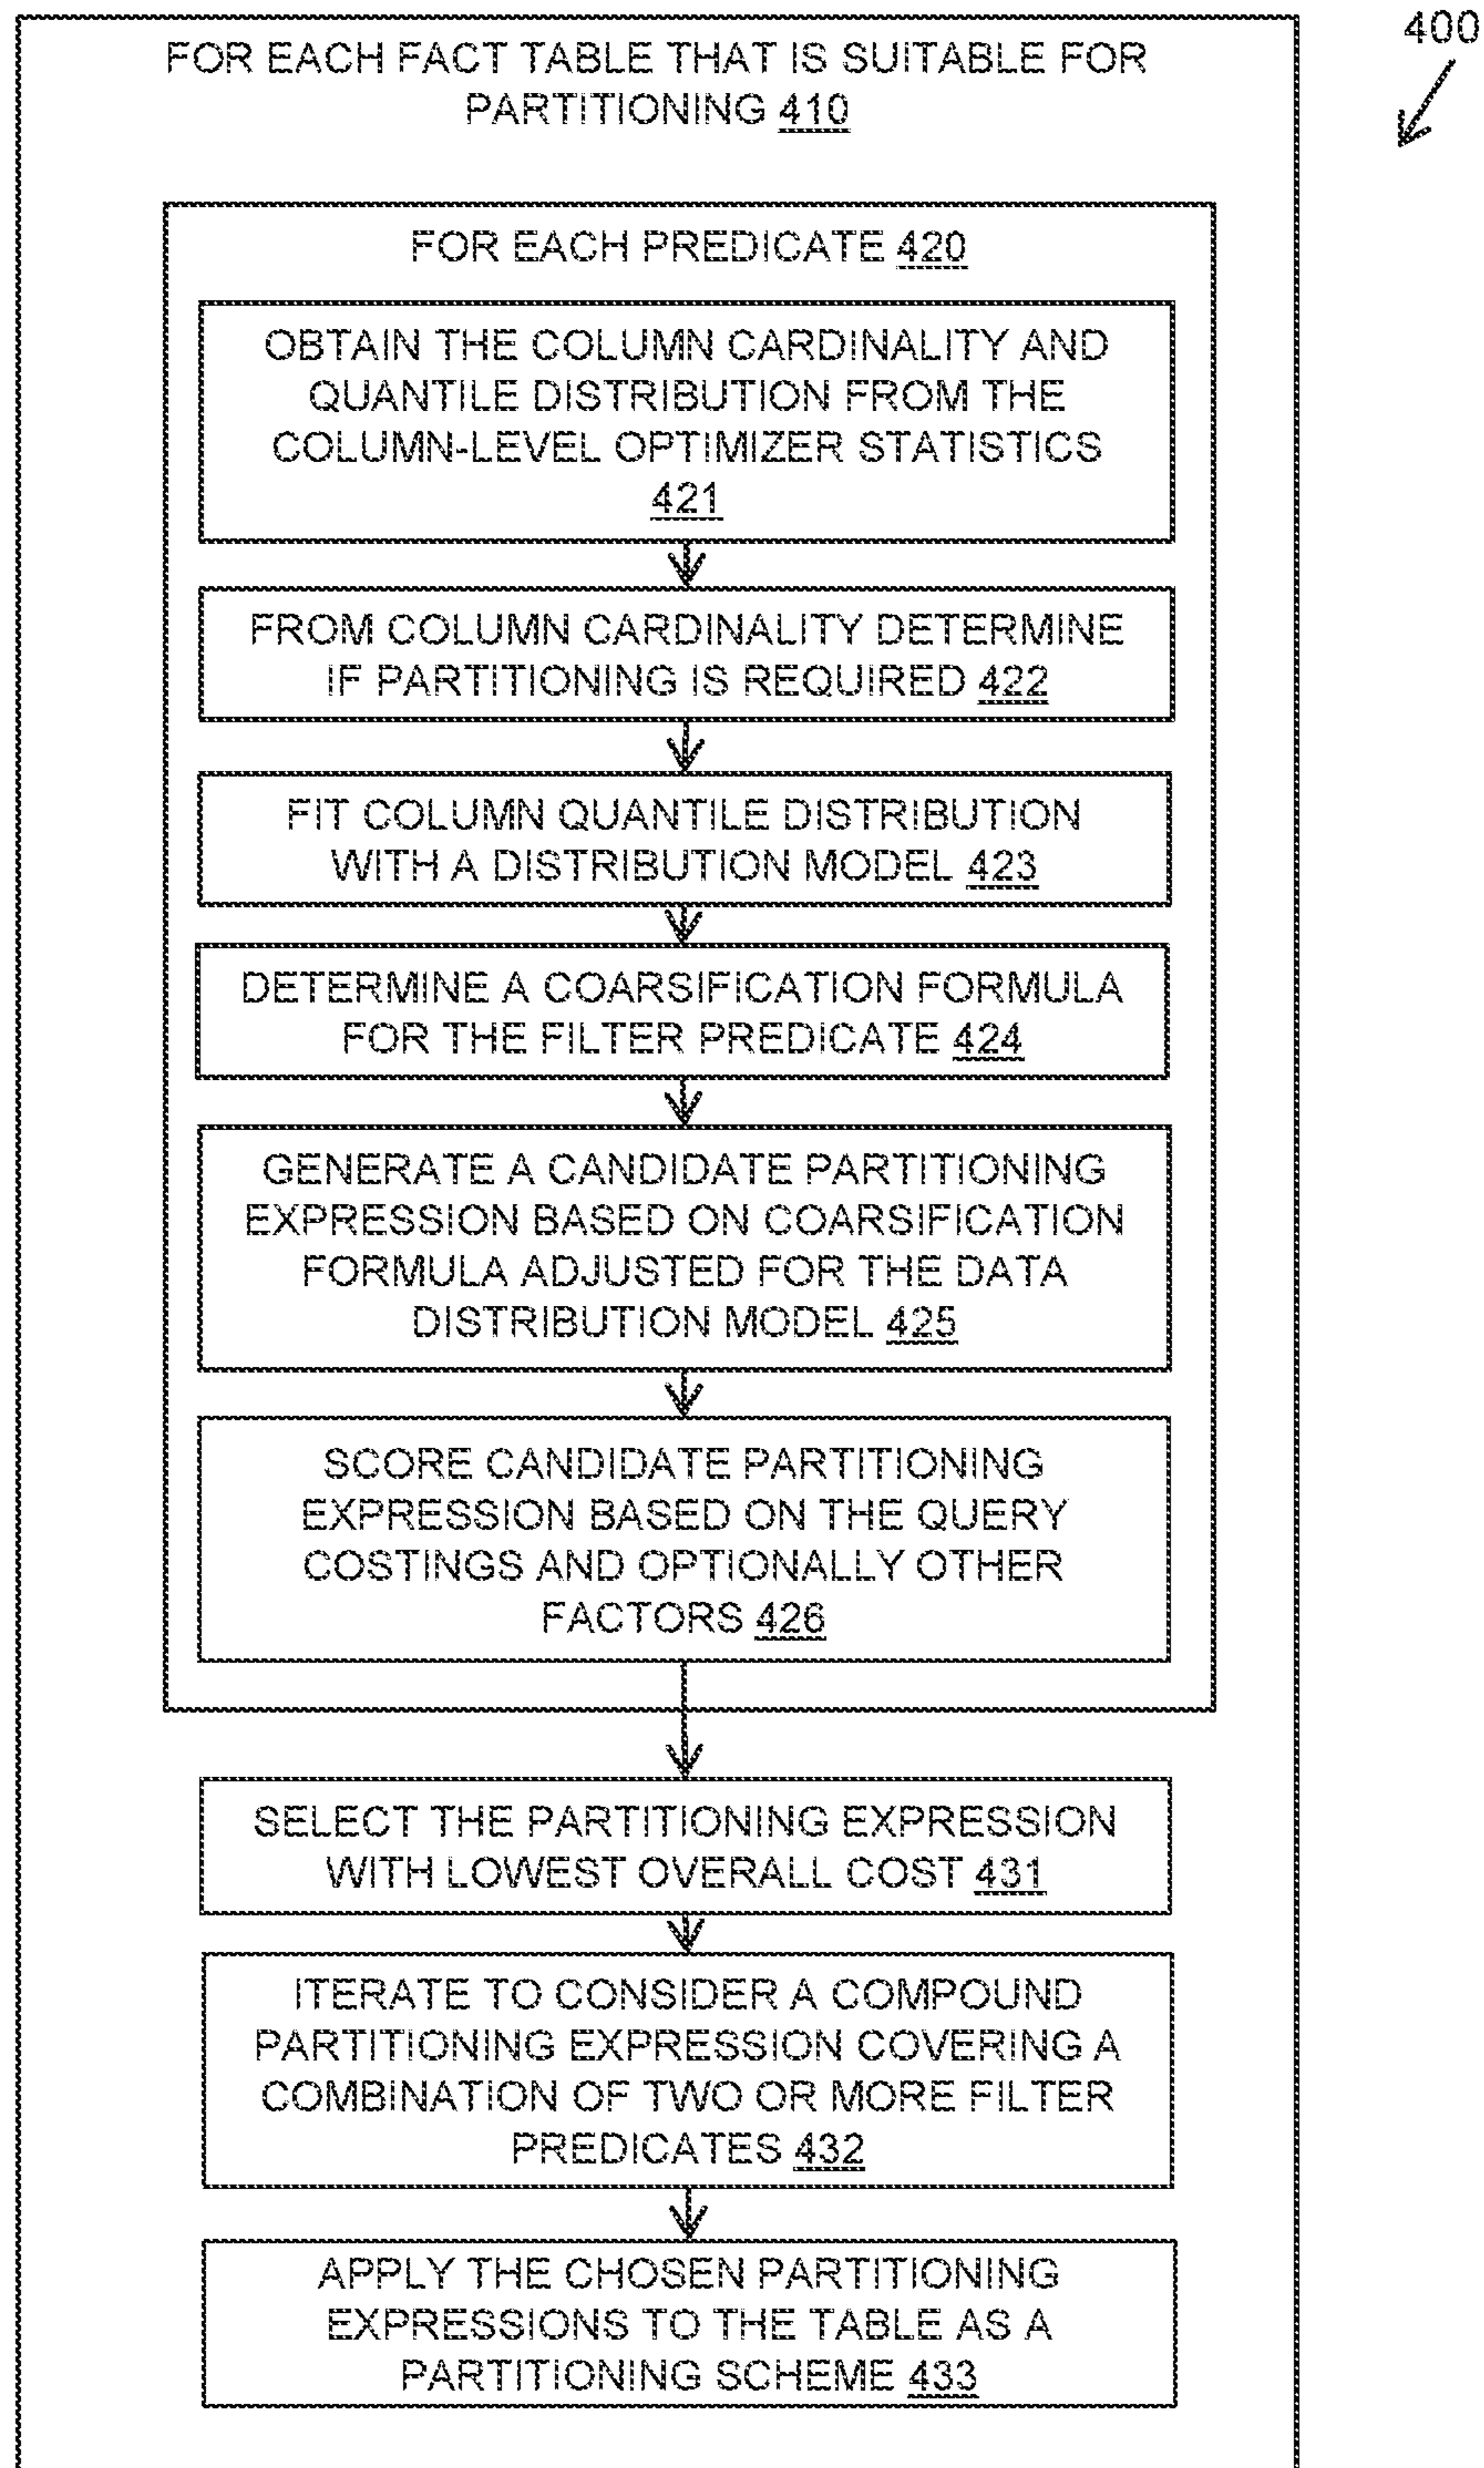 400
FOR EACH FACT TABLE THAT IS SUITABLE FOR
PARTITIONING 410
FOR EACH PREDICATE 420
OBTAIN THE COLUMN CARDINALITY AND
QUANTILE DISTRIBUTION FROM THE
COLUMN-LEVEL OPTIMIZER STATISTICS
421
FROM COLUMN CARDINALITY DETERMINE
IF PARTITIONING IS REQUIRED 422
FIT COLUMN QUANTILE DISTRIBUTION
WITH A DISTRIBUTION MODEL 423
DETERMINE A COARSIFICATION FORMULA
FOR THE FILTER PREDICATE 424
GENERATE A CANDIDATE PARTITIONING
EXPRESSION BASED ON COARSIFICATION
FORMULA ADJUSTED FOR THE DATA
DISTRIBUTION MODEL 425
SCORE CANDIDATE PARTITIONING
EXPRESSION BASED ON THE QUERY
COSTINGS AND OPTIONALLY OTHER
FACTORS 426
SELECT THE PARTITIONING EXPRESSION
WITH LOWEST OVERALL COST 431
ITERATE TO CONSIDER A COMPOUND
PARTITIONING EXPRESSION COVERING A
COMBINATION OF TWO OR MORE FILTER
PREDICATES 432
APPLY THE CHOSEN PARTITIONING
EXPRESSIONS TO THE TABLE AS A
PARTITIONING SCHEME 433